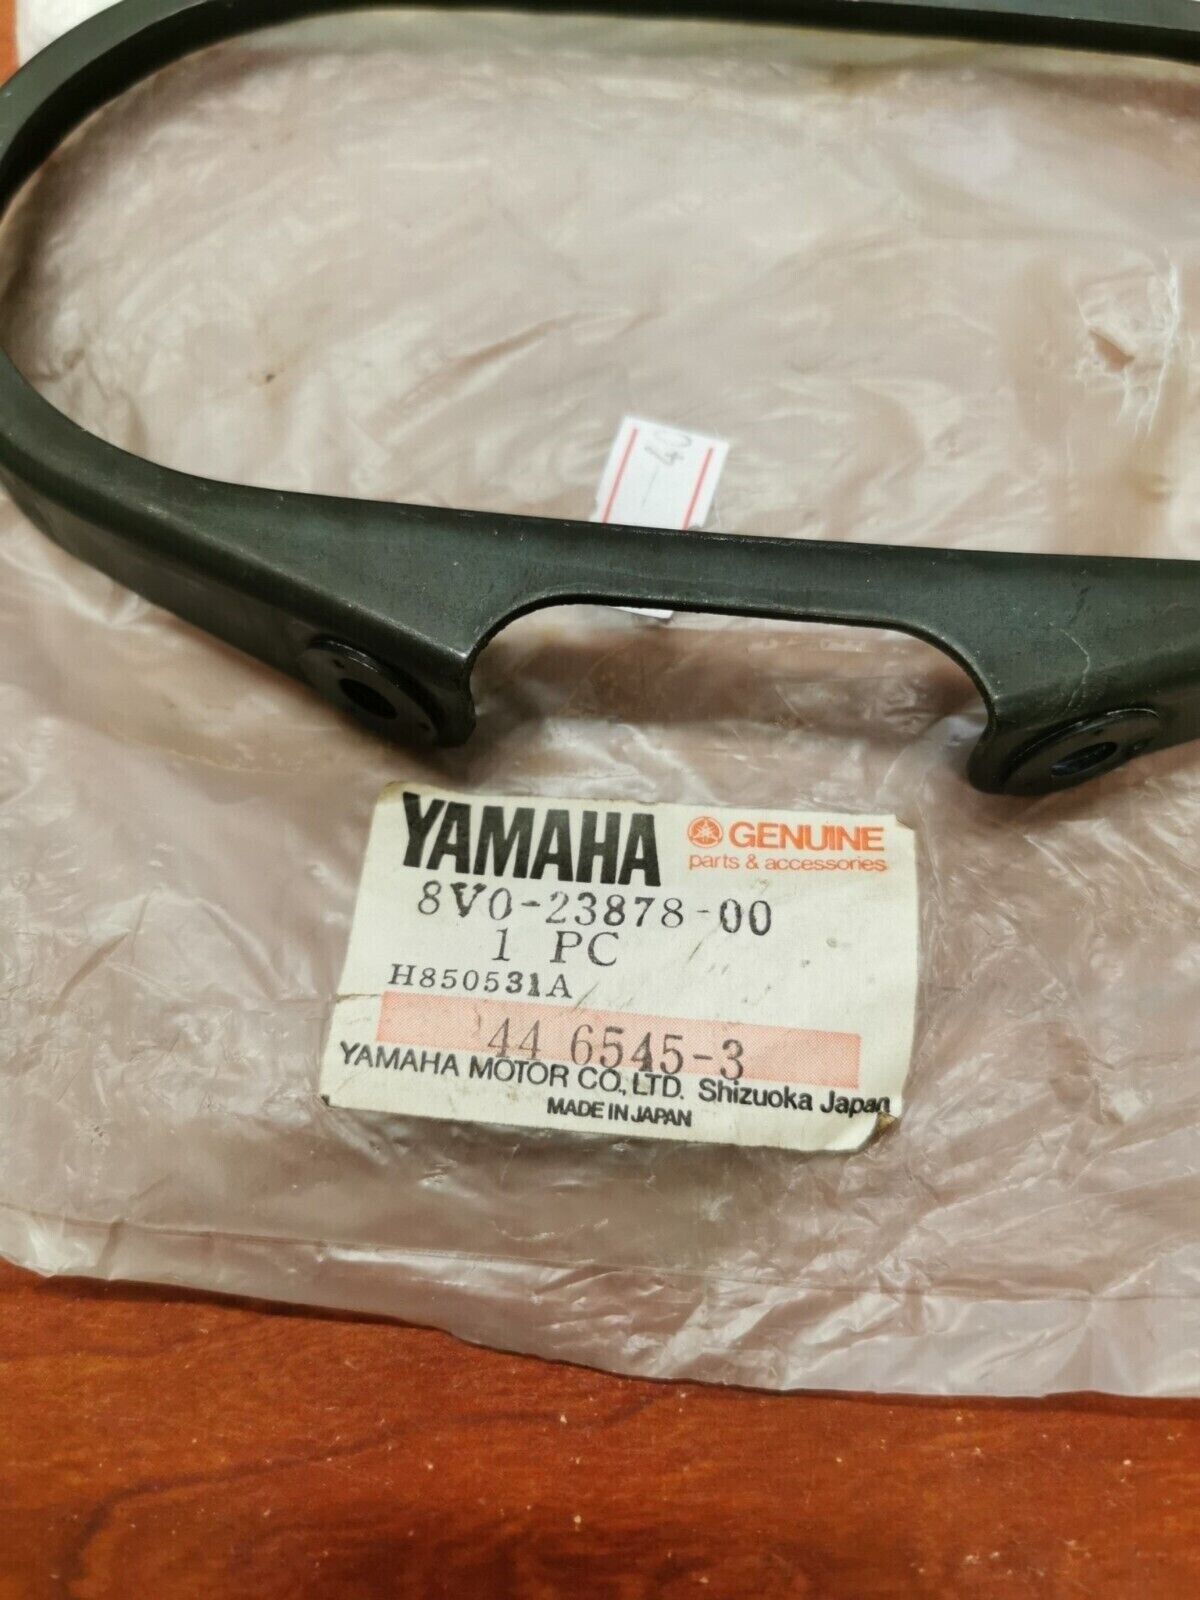 40
YAMAHA GENUINE
parts & accessories
8V0-23878-00
1 PC
H850531A
44 6545-3
YAMAHA MOTOR CO., LTD. Shizuoka Japan
MADE IN JAPAN